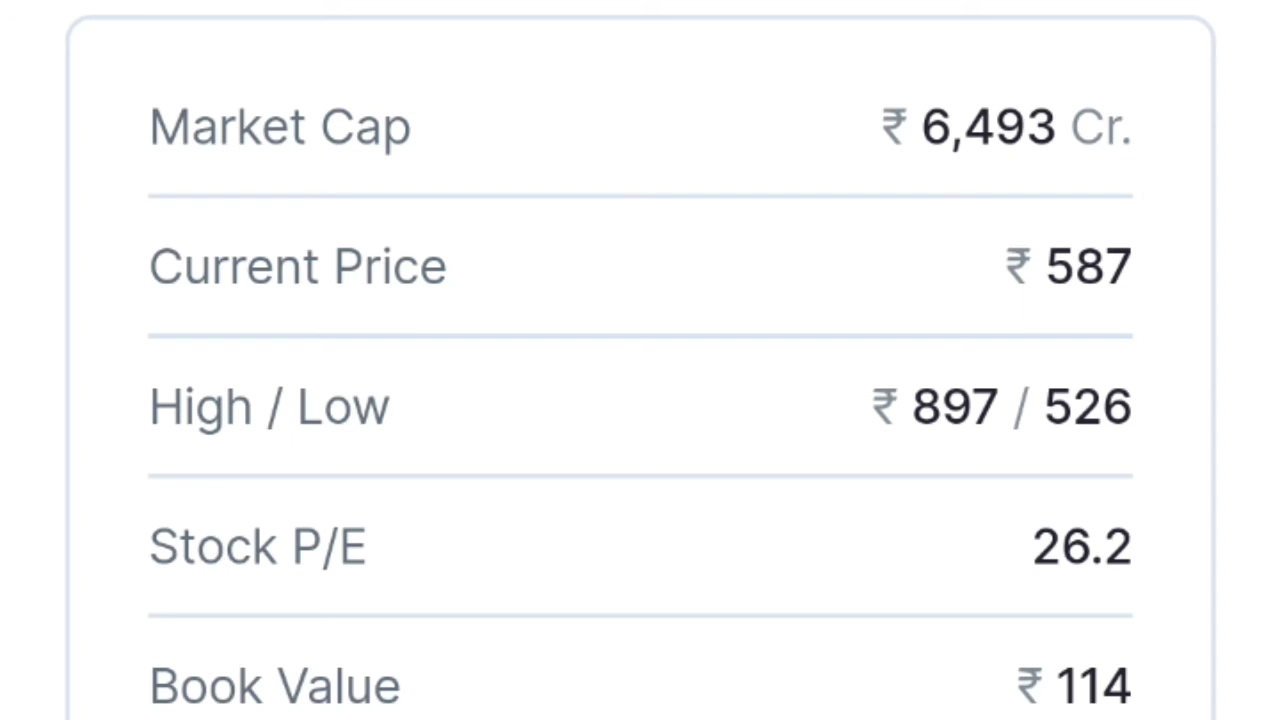 Market Cap ₹ 6,493 Cr.
Current Price ₹ 587
High / Low ₹ 897 / 526
Stock P/E 26.2
Book Value ₹ 114